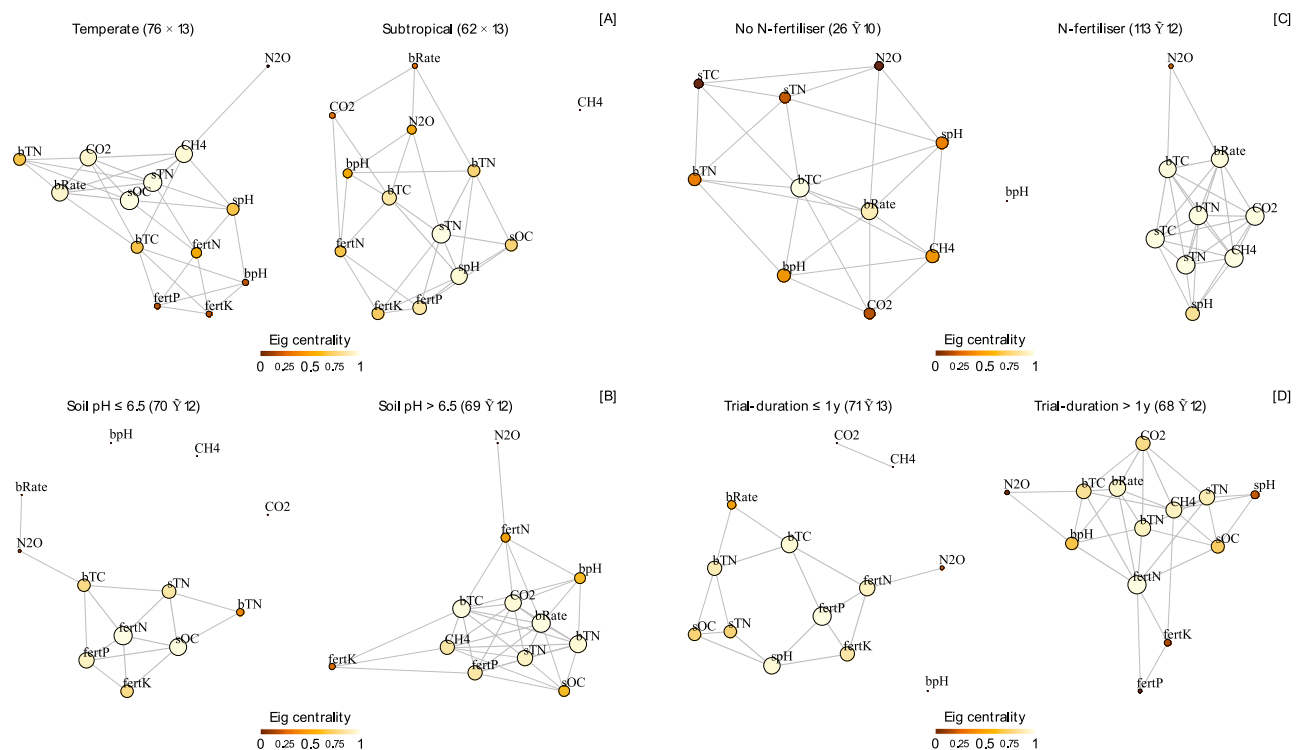 [A]
Temperate (76 × 13)
N2O
bTN
CO2
CH4
sTN
bRate
sOC
spH
bTC
fertN
bpH
fertP
fertK
Subtropical (62 × 13)
bRate
CH4
CO2
N2O
bpH
bTN
bTC
sTN
sOC
fertN
spH
fertK
fertP
Eig centrality
0 0.25 0.5 0.75 1
[C]
No N-fertiliser (26 Ỹ 10)
N2O
sTC
sTN
spH
bTN
bTC
bRate
CH4
bpH
CO2
bpH
N-fertiliser (113 Ỹ 12)
N2O
bRate
bTC
bTN
CO2
sTC
sTN
CH4
spH
Eig centrality
0 0.25 0.5 0.75 1
[B]
Soil pH ≤ 6.5 (70 Ỹ 12)
bpH
CH4
bRate
CO2
N2O
bTC
sTN
bTN
fertN
sOC
fertP
fertK
Soil pH > 6.5 (69 Ỹ 12)
N2O
fertN
bpH
bTC
CO2
bRate
CH4
bTN
sTN
fertK
fertP
sOC
Eig centrality
0 0.25 0.5 0.75 1
[D]
Trial-duration ≤ 1 y (71 Ỹ 13)
CO2
CH4
bRate
bTC
bTN
N2O
fertN
fertP
sOC
sTN
spH
fertK
bpH
Trial-duration > 1 y (68 Ỹ 12)
CO2
N2O
bTC
bRate
sTN
spH
CH4
bTN
bpH
sOC
fertN
fertK
fertP
Eig centrality
0 0.25 0.5 0.75 1